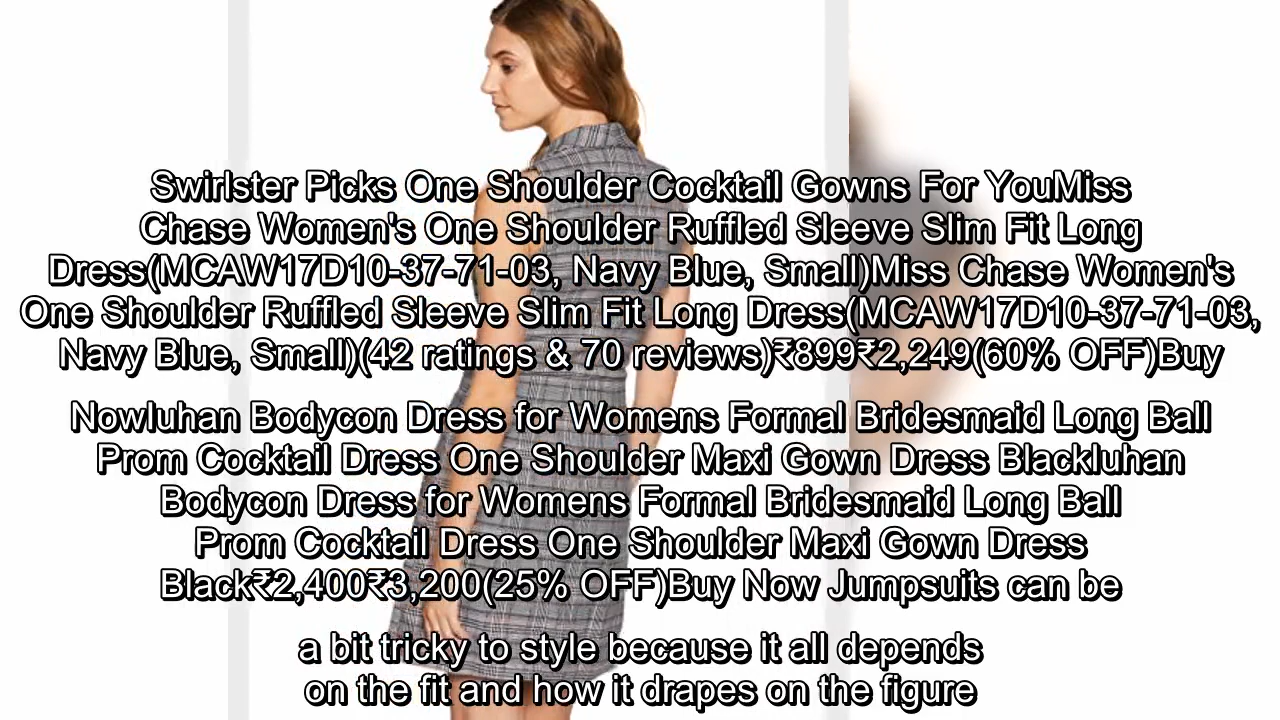 Swirlster Picks One Shoulder Cocktail Gowns For YouMiss
Chase Women's One Shoulder Ruffled Sleeve Slim Fit Long
Dress(MCAW17D10-37-71-03, Navy Blue, Small)Miss Chase Women's
One Shoulder Ruffled Sleeve Slim Fit Long Dress(MCAW17D10-37-71-03,
Navy Blue, Small)(42 ratings & 70 reviews)₹899₹2,249(60% OFF)Buy
Nowluhan Bodycon Dress for Womens Formal Bridesmaid Long Ball
Prom Cocktail Dress One Shoulder Maxi Gown Dress Blackluhan
Bodycon Dress for Womens Formal Bridesmaid Long Ball
Prom Cocktail Dress One Shoulder Maxi Gown Dress
Black₹2,400₹3,200(25% OFF)Buy Now Jumpsuits can be
a bit tricky to style because it all depends
on the fit and how it drapes on the figure